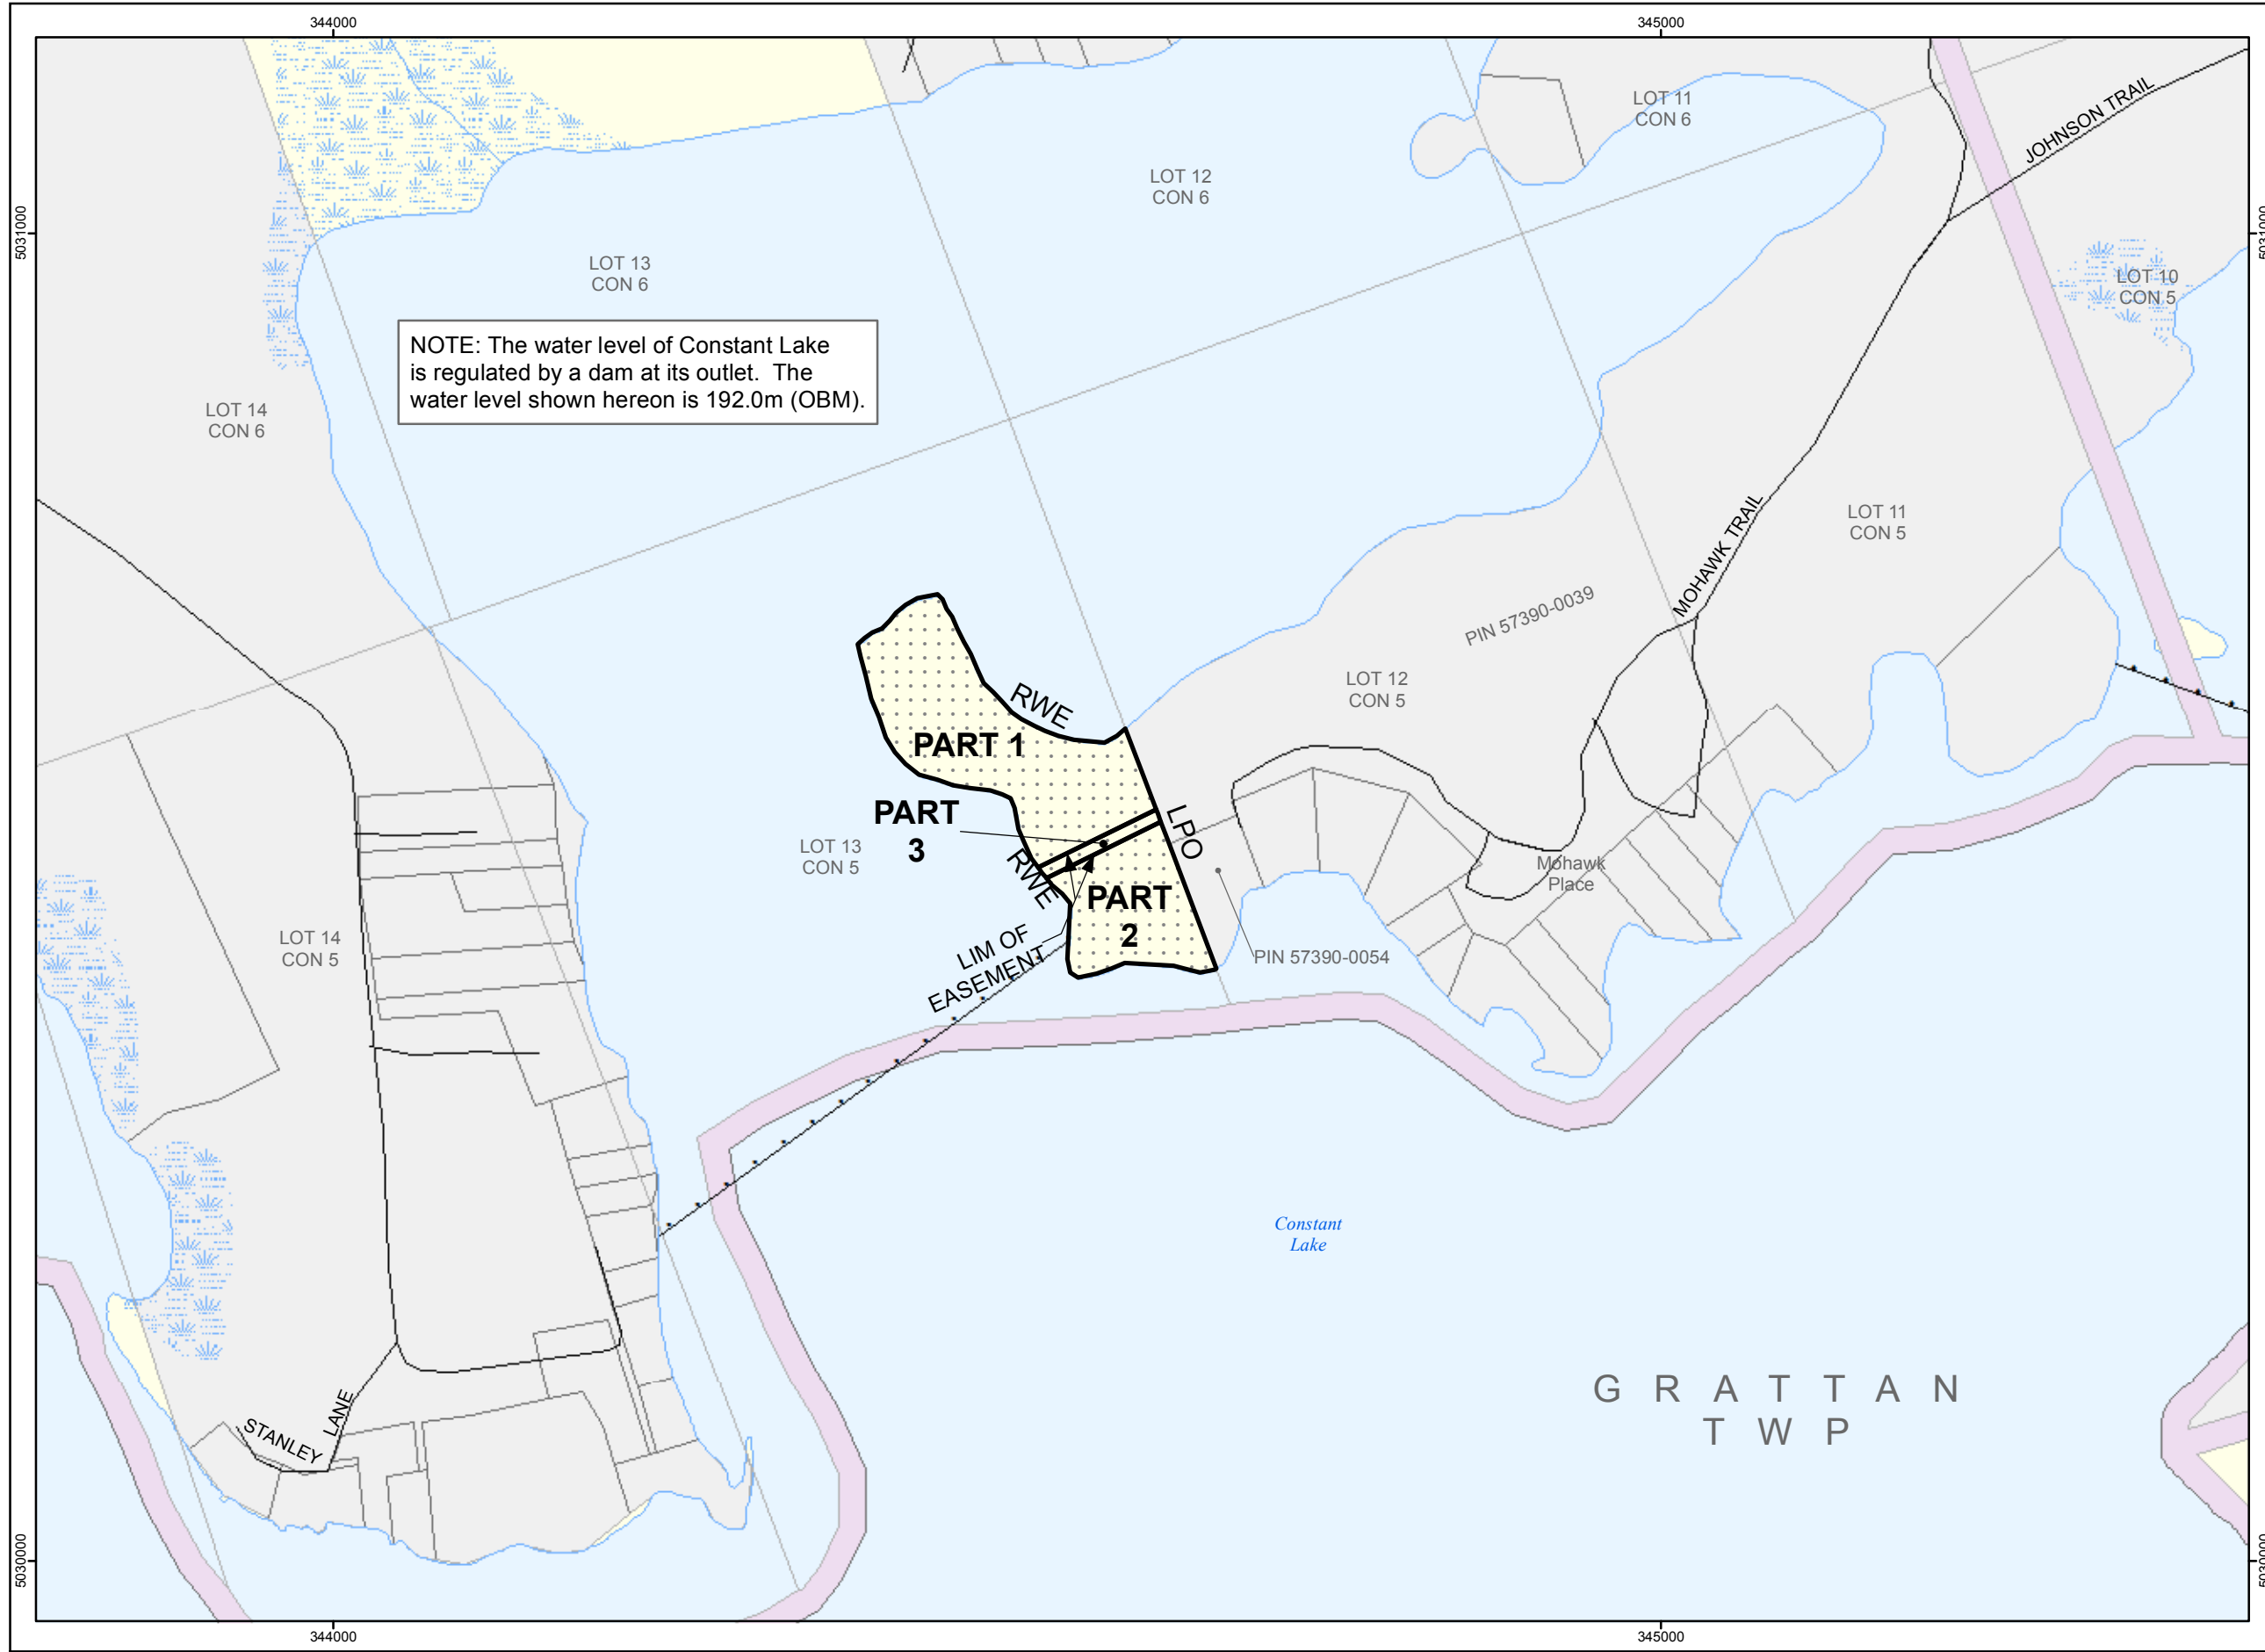 344000
345000
5031000
5031000
LOT 11
CON 6
JOHNSON TRAIL
LOT 12
CON 6
LOT 13
CON 6
LOT 10
CON 5
NOTE: The water level of Constant Lake
is regulated by a dam at its outlet. The
water level shown hereon is 192.0m (OBM).
LOT 14
CON 6
LOT 11
CON 5
MOHAWK TRAIL
PIN 57390-0039
LOT 12
CON 5
RWE
PART 1
PART
3
LPO
LOT 13
CON 5
RWE
PART
2
Mohawk
Place
LOT 14
CON 5
LIM OF
EASEMENT
PIN 57390-0054
Constant
Lake
GRATTAN
TWP
STANLEY
LANE
5030000
5030000
344000
345000